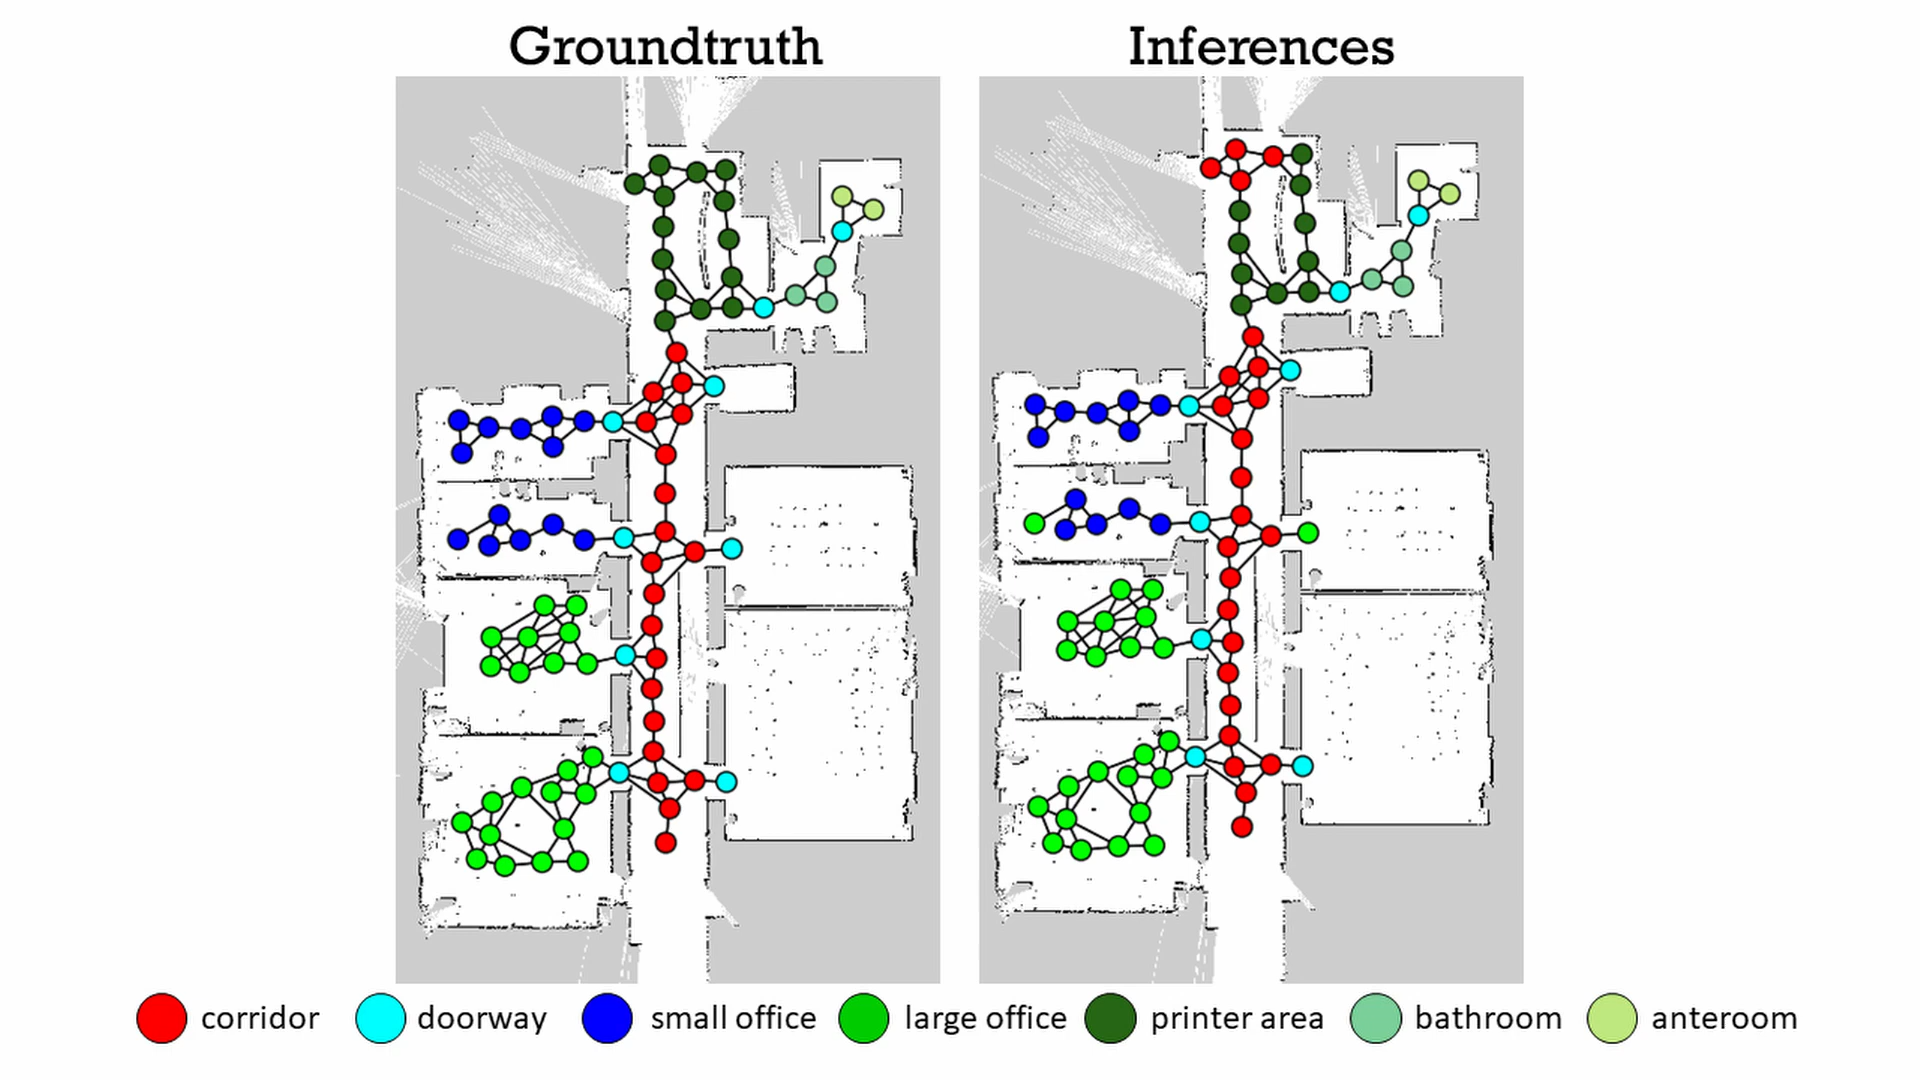 Groundtruth
Inferences
corridor doorway small office large office printer area bathroom anteroom